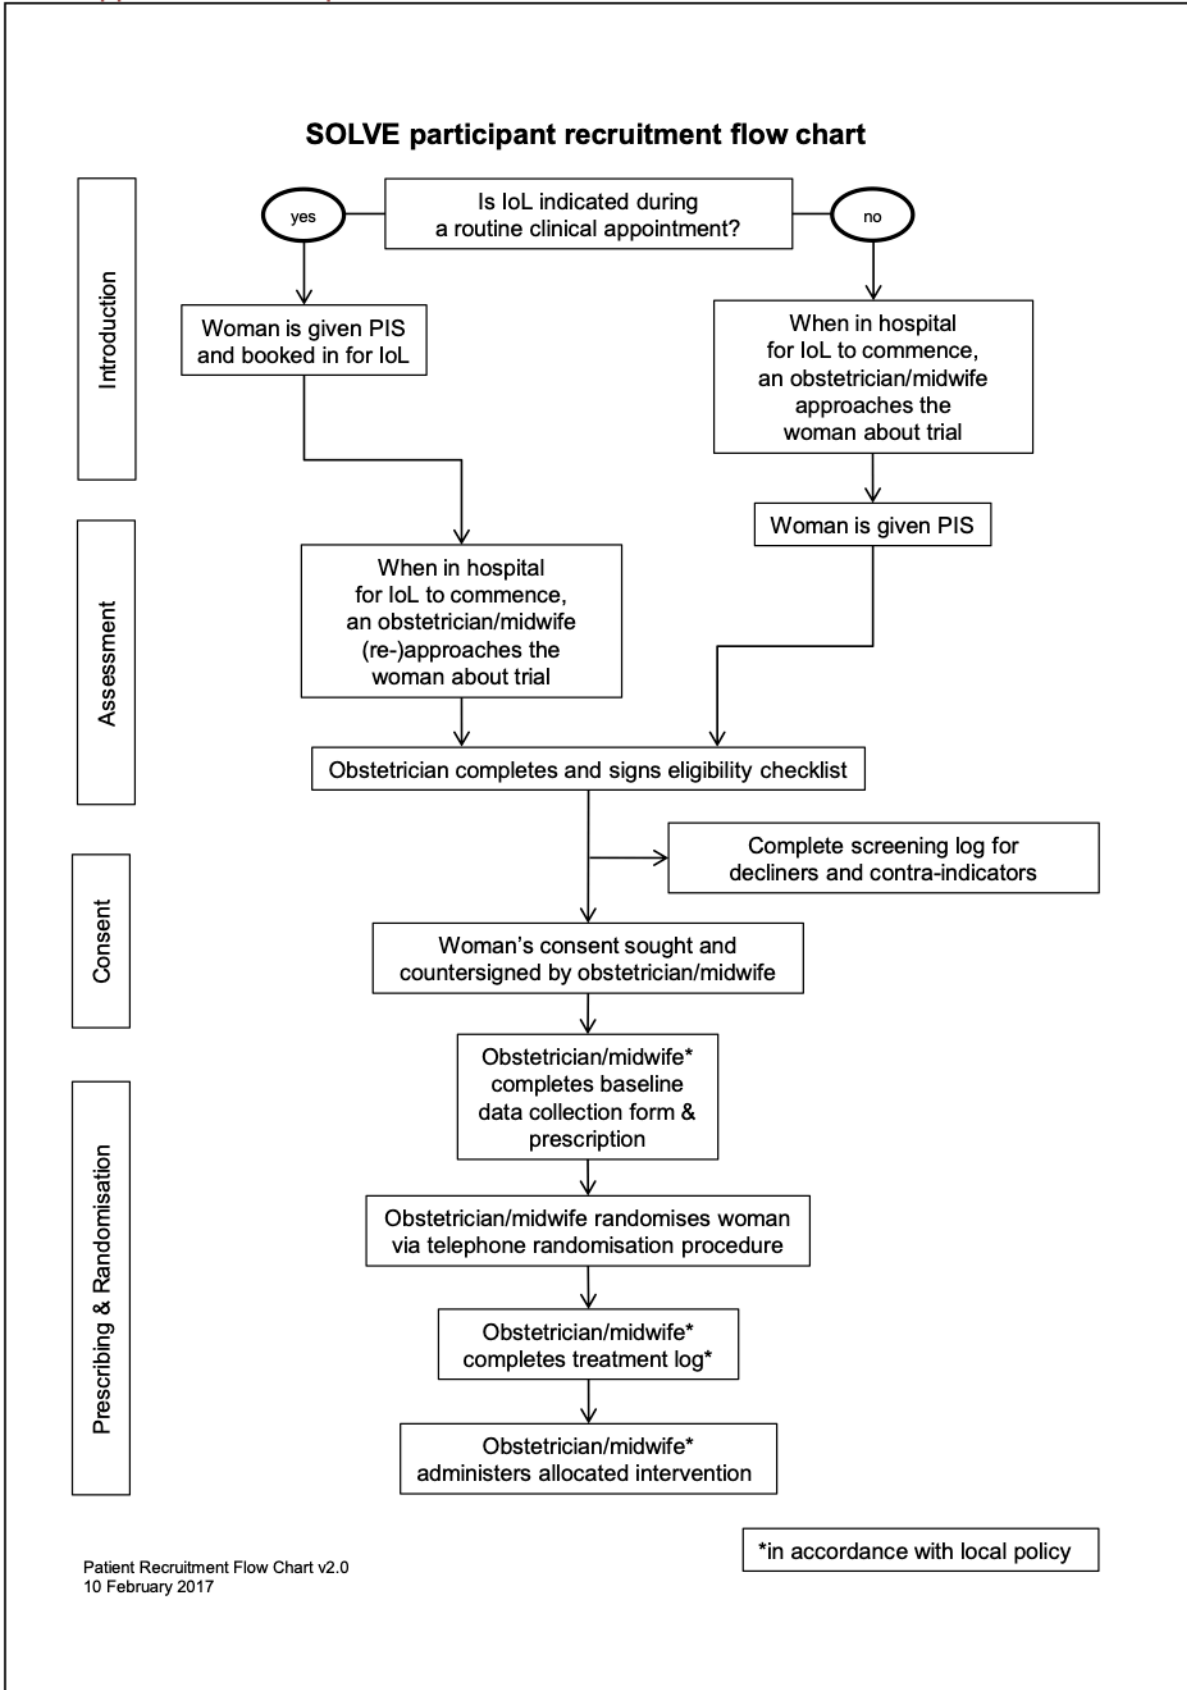 SOLVE participant recruitment flow chart
Introduction
Is IoL indicated during
a routine clinical appointment?
yes
no
Woman is given PIS
and booked in for IoL
When in hospital
for IoL to commence,
an obstetrician/midwife
approaches the
woman about trial
Woman is given PIS
Assessment
When in hospital
for IoL to commence,
an obstetrician/midwife
(re-)approaches the
woman about trial
Obstetrician completes and signs eligibility checklist
Complete screening log for
decliners and contra-indicators
Consent
Woman’s consent sought and
countersigned by obstetrician/midwife
Obstetrician/midwife*
completes baseline
data collection form &
prescription
Prescribing & Randomisation
Obstetrician/midwife randomises woman
via telephone randomisation procedure
Obstetrician/midwife*
completes treatment log*
Obstetrician/midwife*
administers allocated intervention
*in accordance with local policy
Patient Recruitment Flow Chart v2.0
10 February 2017